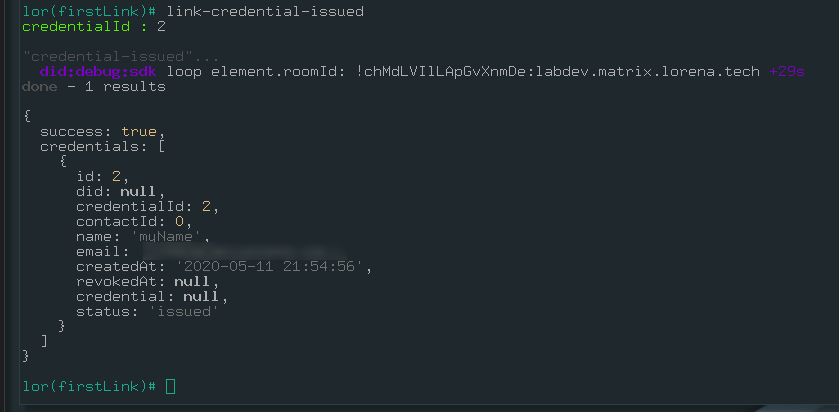 lor(firstLink)# link-credential-issued
credentialId : 2
"credential-issued"...
did:debug:sdk loop element.roomId: !chMdLVIlLApGvXnmDe:labdev.matrix.lorena.tech +29s
done - 1 results
{
success: true,
credentials: [
{
id: 2,
did: null,
credentialId: 2,
contactId: 0,
name: 'myName',
email:
createdAt: '2020-05-11 21:54:56',
revokedAt: null,
credential: null,
status: 'issued'
}
]
}
lor(firstLink)#